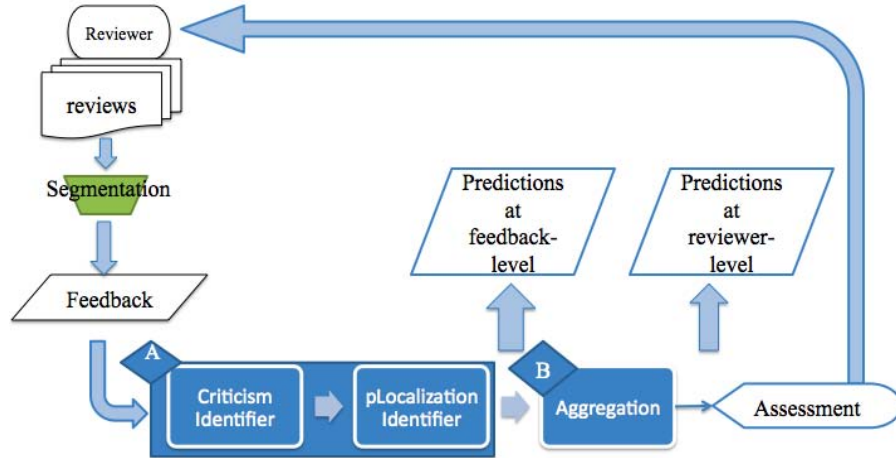 Reviewer
reviews
Segmentation
Feedback
A
Criticism
Identifier
pLocalization
Identifier
Predictions
at
feedback-
level
B
Aggregation
Predictions
at
reviewer-
level
Assessment